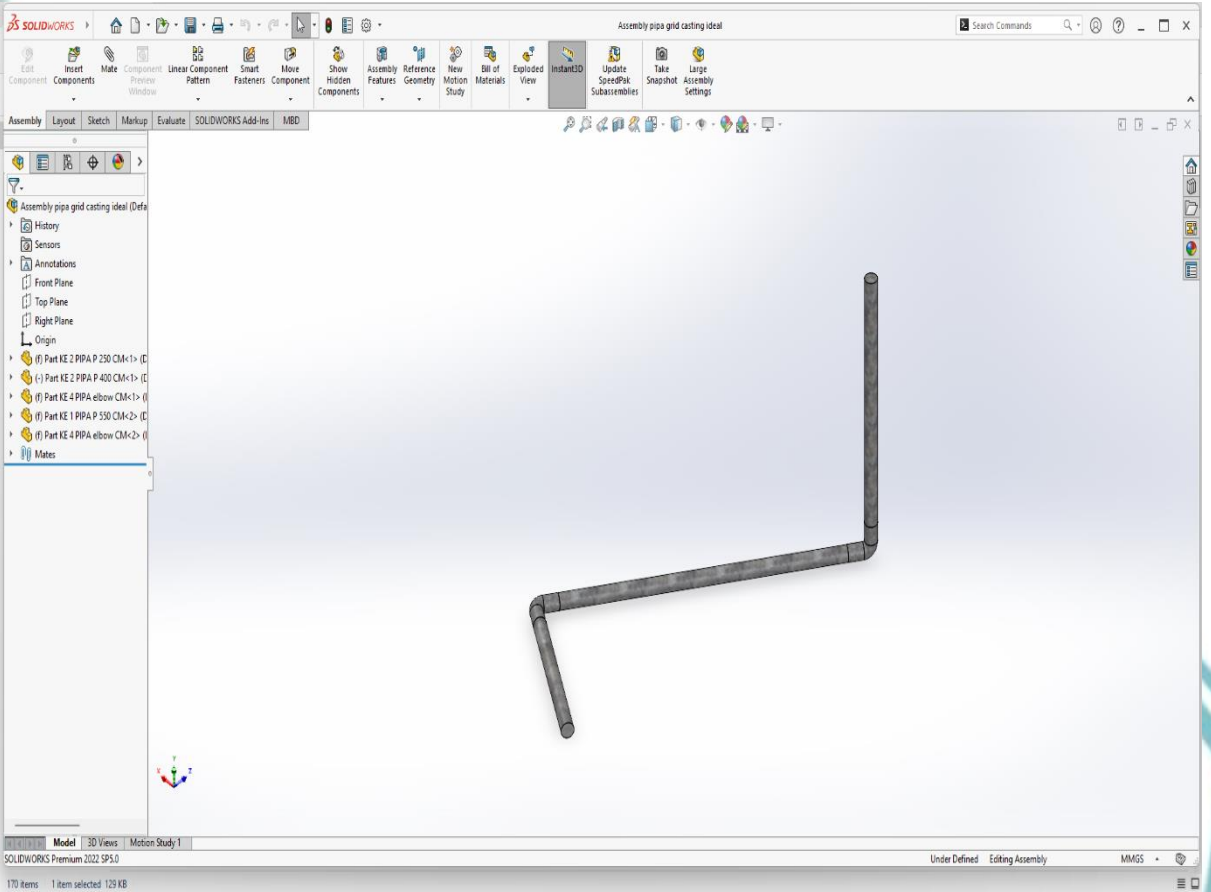 SOLIDWORKS
Assembly pipa grid casting ideal
Search Commands
Edit Component
Insert Components
Mate
Component Preview Window
Linear Component Pattern
Smart Fasteners
Move Component
Show Hidden Components
Assembly Features
Reference Geometry
New Motion Study
Bill of Materials
Exploded View
Instant3D
Update SpeedPak Subassemblies
Take Snapshot
Large Assembly Settings
Assembly Layout Sketch Markup Evaluate SOLIDWORKS Add-Ins MBD
Assembly pipa grid casting ideal (Defa
History
Sensors
Annotations
Front Plane
Top Plane
Right Plane
Origin
(f) Part KE 2 PIPA P 250 CM<1> (D
(-) Part KE 2 PIPA P 400 CM<1> (D
(f) Part KE 4 PIPA elbow CM<1> (I
(f) Part KE 1 PIPA P 550 CM<2> (D
(f) Part KE 4 PIPA elbow CM<2> (I
Mates
Y
X
Z
Model 3D Views Motion Study 1
SOLIDWORKS Premium 2022 SP5.0
Under Defined Editing Assembly MMGS
170 items 1 item selected 129 KB